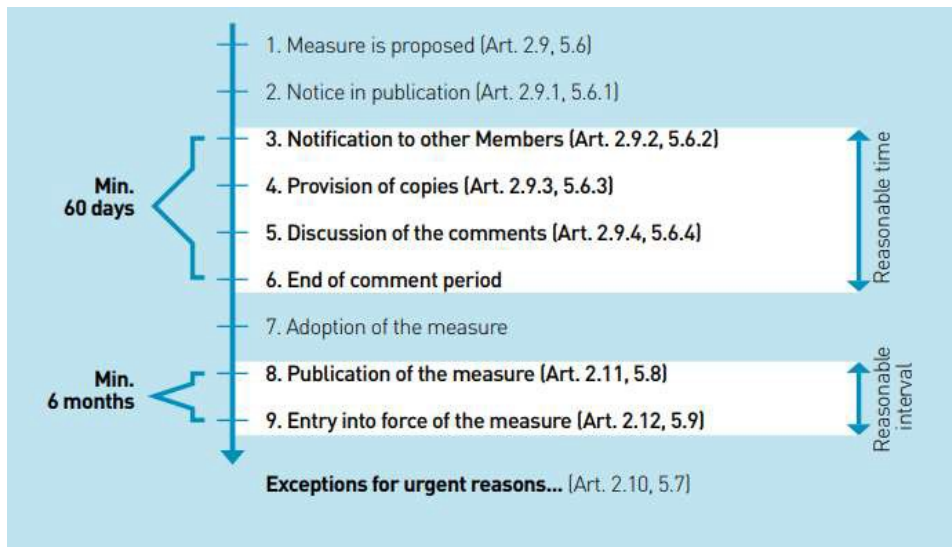 1. Measure is proposed (Art. 2.9, 5.6)
2. Notice in publication (Art. 2.9.1, 5.6.1)
3. Notification to other Members (Art. 2.9.2, 5.6.2)
4. Provision of copies (Art. 2.9.3, 5.6.3)
5. Discussion of the comments (Art. 2.9.4, 5.6.4)
6. End of comment period
Min.
60 days
Reasonable time
7. Adoption of the measure
8. Publication of the measure (Art. 2.11, 5.8)
9. Entry into force of the measure (Art. 2.12, 5.9)
Min.
6 months
Reasonable
interval
Exceptions for urgent reasons... (Art. 2.10, 5.7)